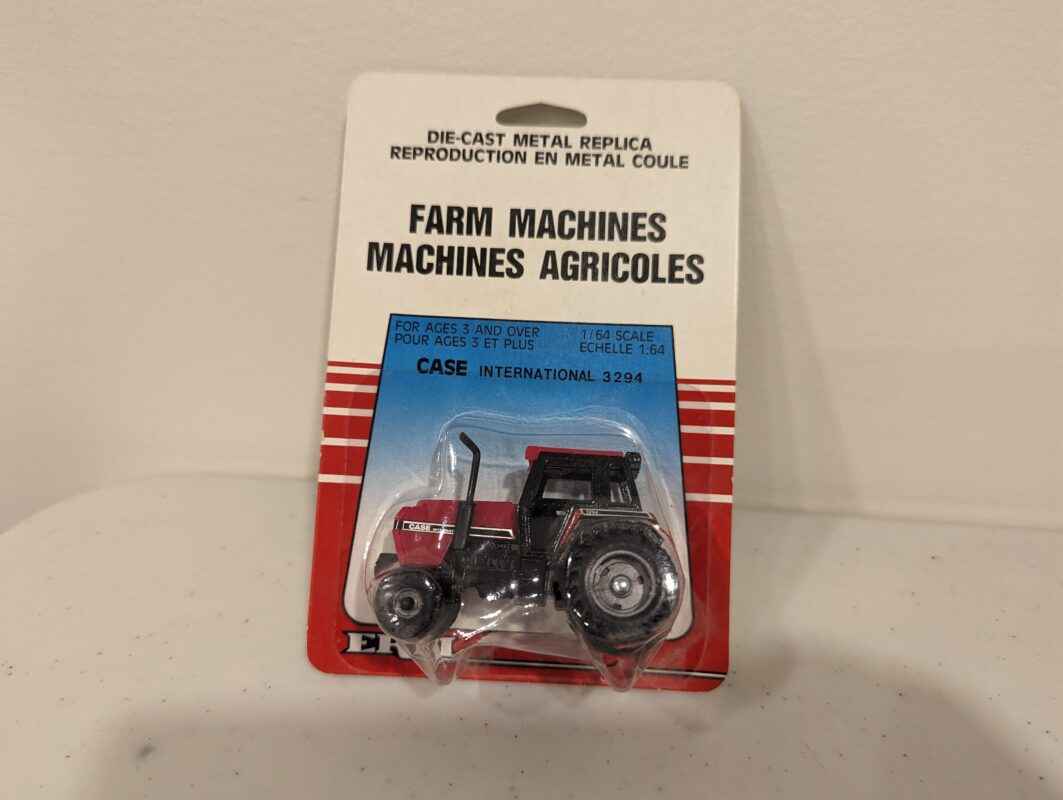 DIE-CAST METAL REPLICA
REPRODUCTION EN METAL COULE
FARM MACHINES
MACHINES AGRICOLES
FOR AGES 3 AND OVER
POUR AGES 3 ET PLUS
1/64 SCALE
ECHELLE 1:64
CASE INTERNATIONAL 3294
CASE